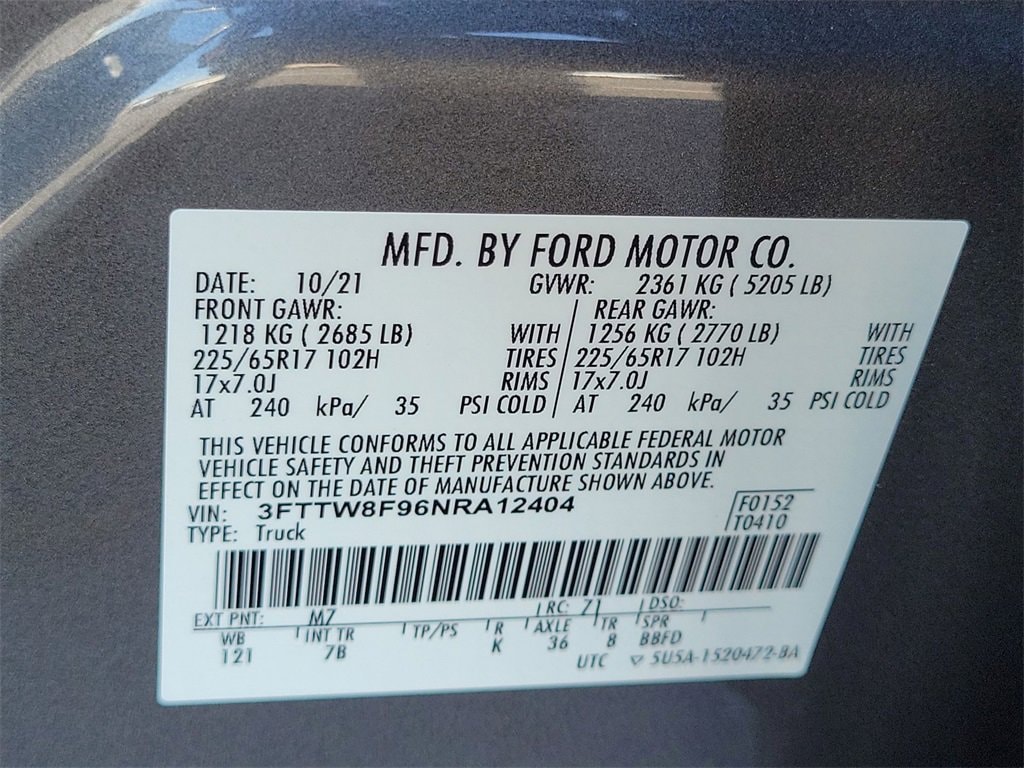 MFD. BY FORD MOTOR CO.
DATE: 10/21 GVWR: 2361 KG ( 5205 LB)
FRONT GAWR: REAR GAWR:
1218 KG ( 2685 LB) WITH 1256 KG ( 2770 LB) WITH
225/65R17 102H TIRES 225/65R17 102H TIRES
17x7.0J RIMS 17x7.0J RIMS
AT 240 kPa/ 35 PSI COLD AT 240 kPa/ 35 PSI COLD
THIS VEHICLE CONFORMS TO ALL APPLICABLE FEDERAL MOTOR
VEHICLE SAFETY AND THEFT PREVENTION STANDARDS IN
EFFECT ON THE DATE OF MANUFACTURE SHOWN ABOVE.
VIN: 3FTTW8F96NRA12404 F0152
TYPE: Truck T0410
EXT PNT: M7 RC: 71 DSO:
WB INT TR TP/PS R AXLE TR SPR
121 7B K 36 8 BBFD
UTC ▽ 5U5A-1520472-BA